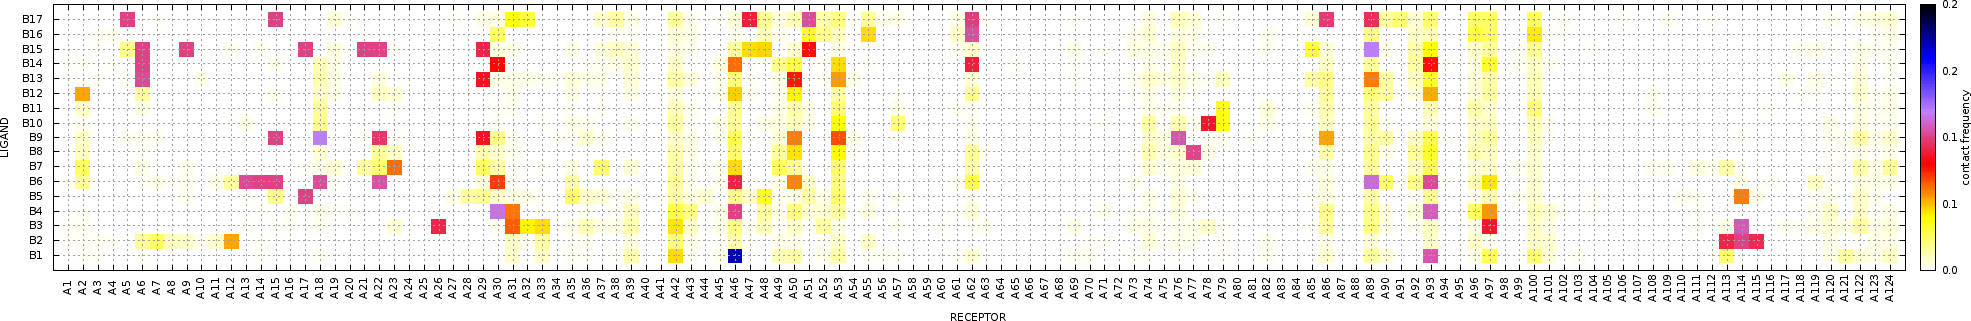 B17
B16
B15
B14
B13
B12
B11
B10
B9
B8
B7
B6
B5
B4
B3
B2
B1
LIGAND
A1 A2 A3 A4 A5 A6 A7 A8 A9 A10 A11 A12 A13 A14 A15 A16 A17 A18 A19 A20 A21 A22 A23 A24 A25 A26 A27 A28 A29 A30 A31 A32 A33 A34 A35 A36 A37 A38 A39 A40 A41 A42 A43 A44 A45 A46 A47 A48 A49 A50 A51 A52 A53 A54 A55 A56 A57 A58 A59 A60 A61 A62 A63 A64 A65 A66 A67 A68 A69 A70 A71 A72 A73 A74 A75 A76 A77 A78 A79 A80 A81 A82 A83 A84 A85 A86 A87 A88 A89 A90 A91 A92 A93 A94 A95 A96 A97 A98 A99 A100 A101 A102 A103 A104 A105 A106 A107 A108 A109 A110 A111 A112 A113 A114 A115 A116 A117 A118 A119 A120 A121 A122 A123 A124
RECEPTOR
0.2
0.2
0.1
0.1
0.0
contact frequency